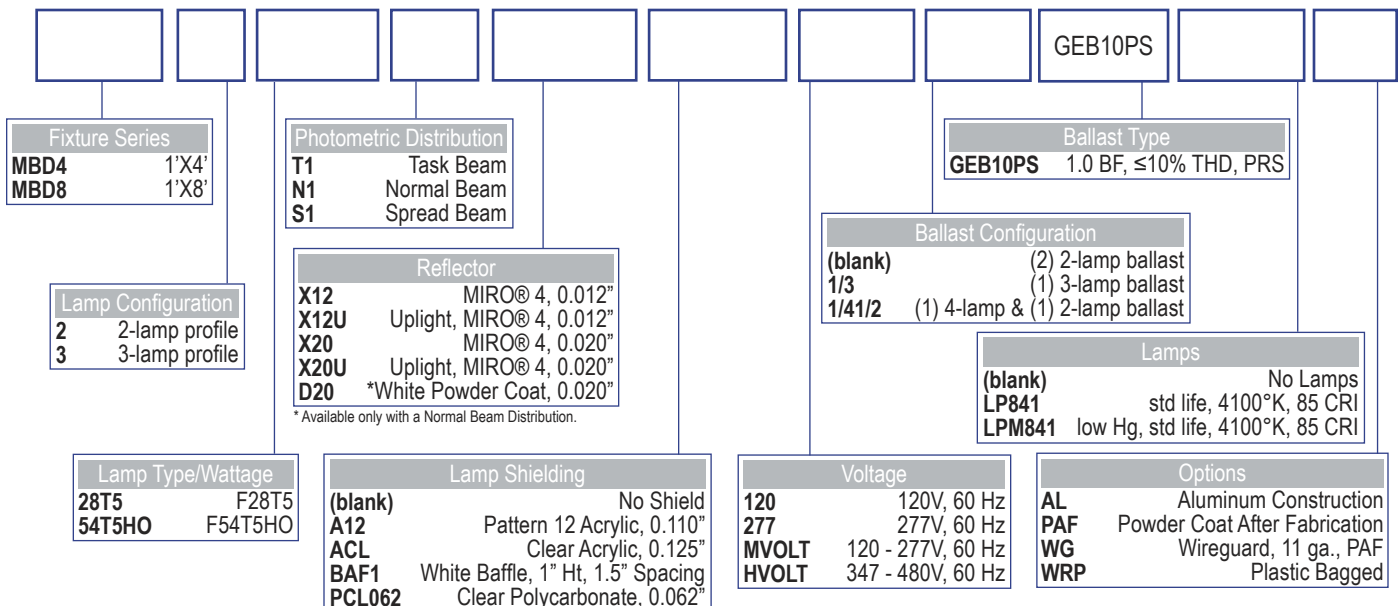 GEB10PS
Fixture Series
MBD4 1'X4'
MBD8 1'X8'
Photometric Distribution
T1 Task Beam
N1 Normal Beam
S1 Spread Beam
Ballast Type
GEB10PS 1.0 BF, ≤10% THD, PRS
Ballast Configuration
(blank) (2) 2-lamp ballast
1/3 (1) 3-lamp ballast
1/41/2 (1) 4-lamp & (1) 2-lamp ballast
Reflector
X12 MIRO® 4, 0.012”
X12U Uplight, MIRO® 4, 0.012”
X20 MIRO® 4, 0.020”
X20U Uplight, MIRO® 4, 0.020”
D20 *White Powder Coat, 0.020”
* Available only with a Normal Beam Distribution.
Lamp Configuration
2 2-lamp profile
3 3-lamp profile
Lamps
(blank) No Lamps
LP841 std life, 4100°K, 85 CRI
LPM841 low Hg, std life, 4100°K, 85 CRI
Lamp Type/Wattage
28T5 F28T5
54T5HO F54T5HO
Lamp Shielding
(blank) No Shield
A12 Pattern 12 Acrylic, 0.110”
ACL Clear Acrylic, 0.125”
BAF1 White Baffle, 1” Ht, 1.5” Spacing
PCL062 Clear Polycarbonate, 0.062”
Voltage
120 120V, 60 Hz
277 277V, 60 Hz
MVOLT 120 - 277V, 60 Hz
HVOLT 347 - 480V, 60 Hz
Options
AL Aluminum Construction
PAF Powder Coat After Fabrication
WG Wireguard, 11 ga., PAF
WRP Plastic Bagged